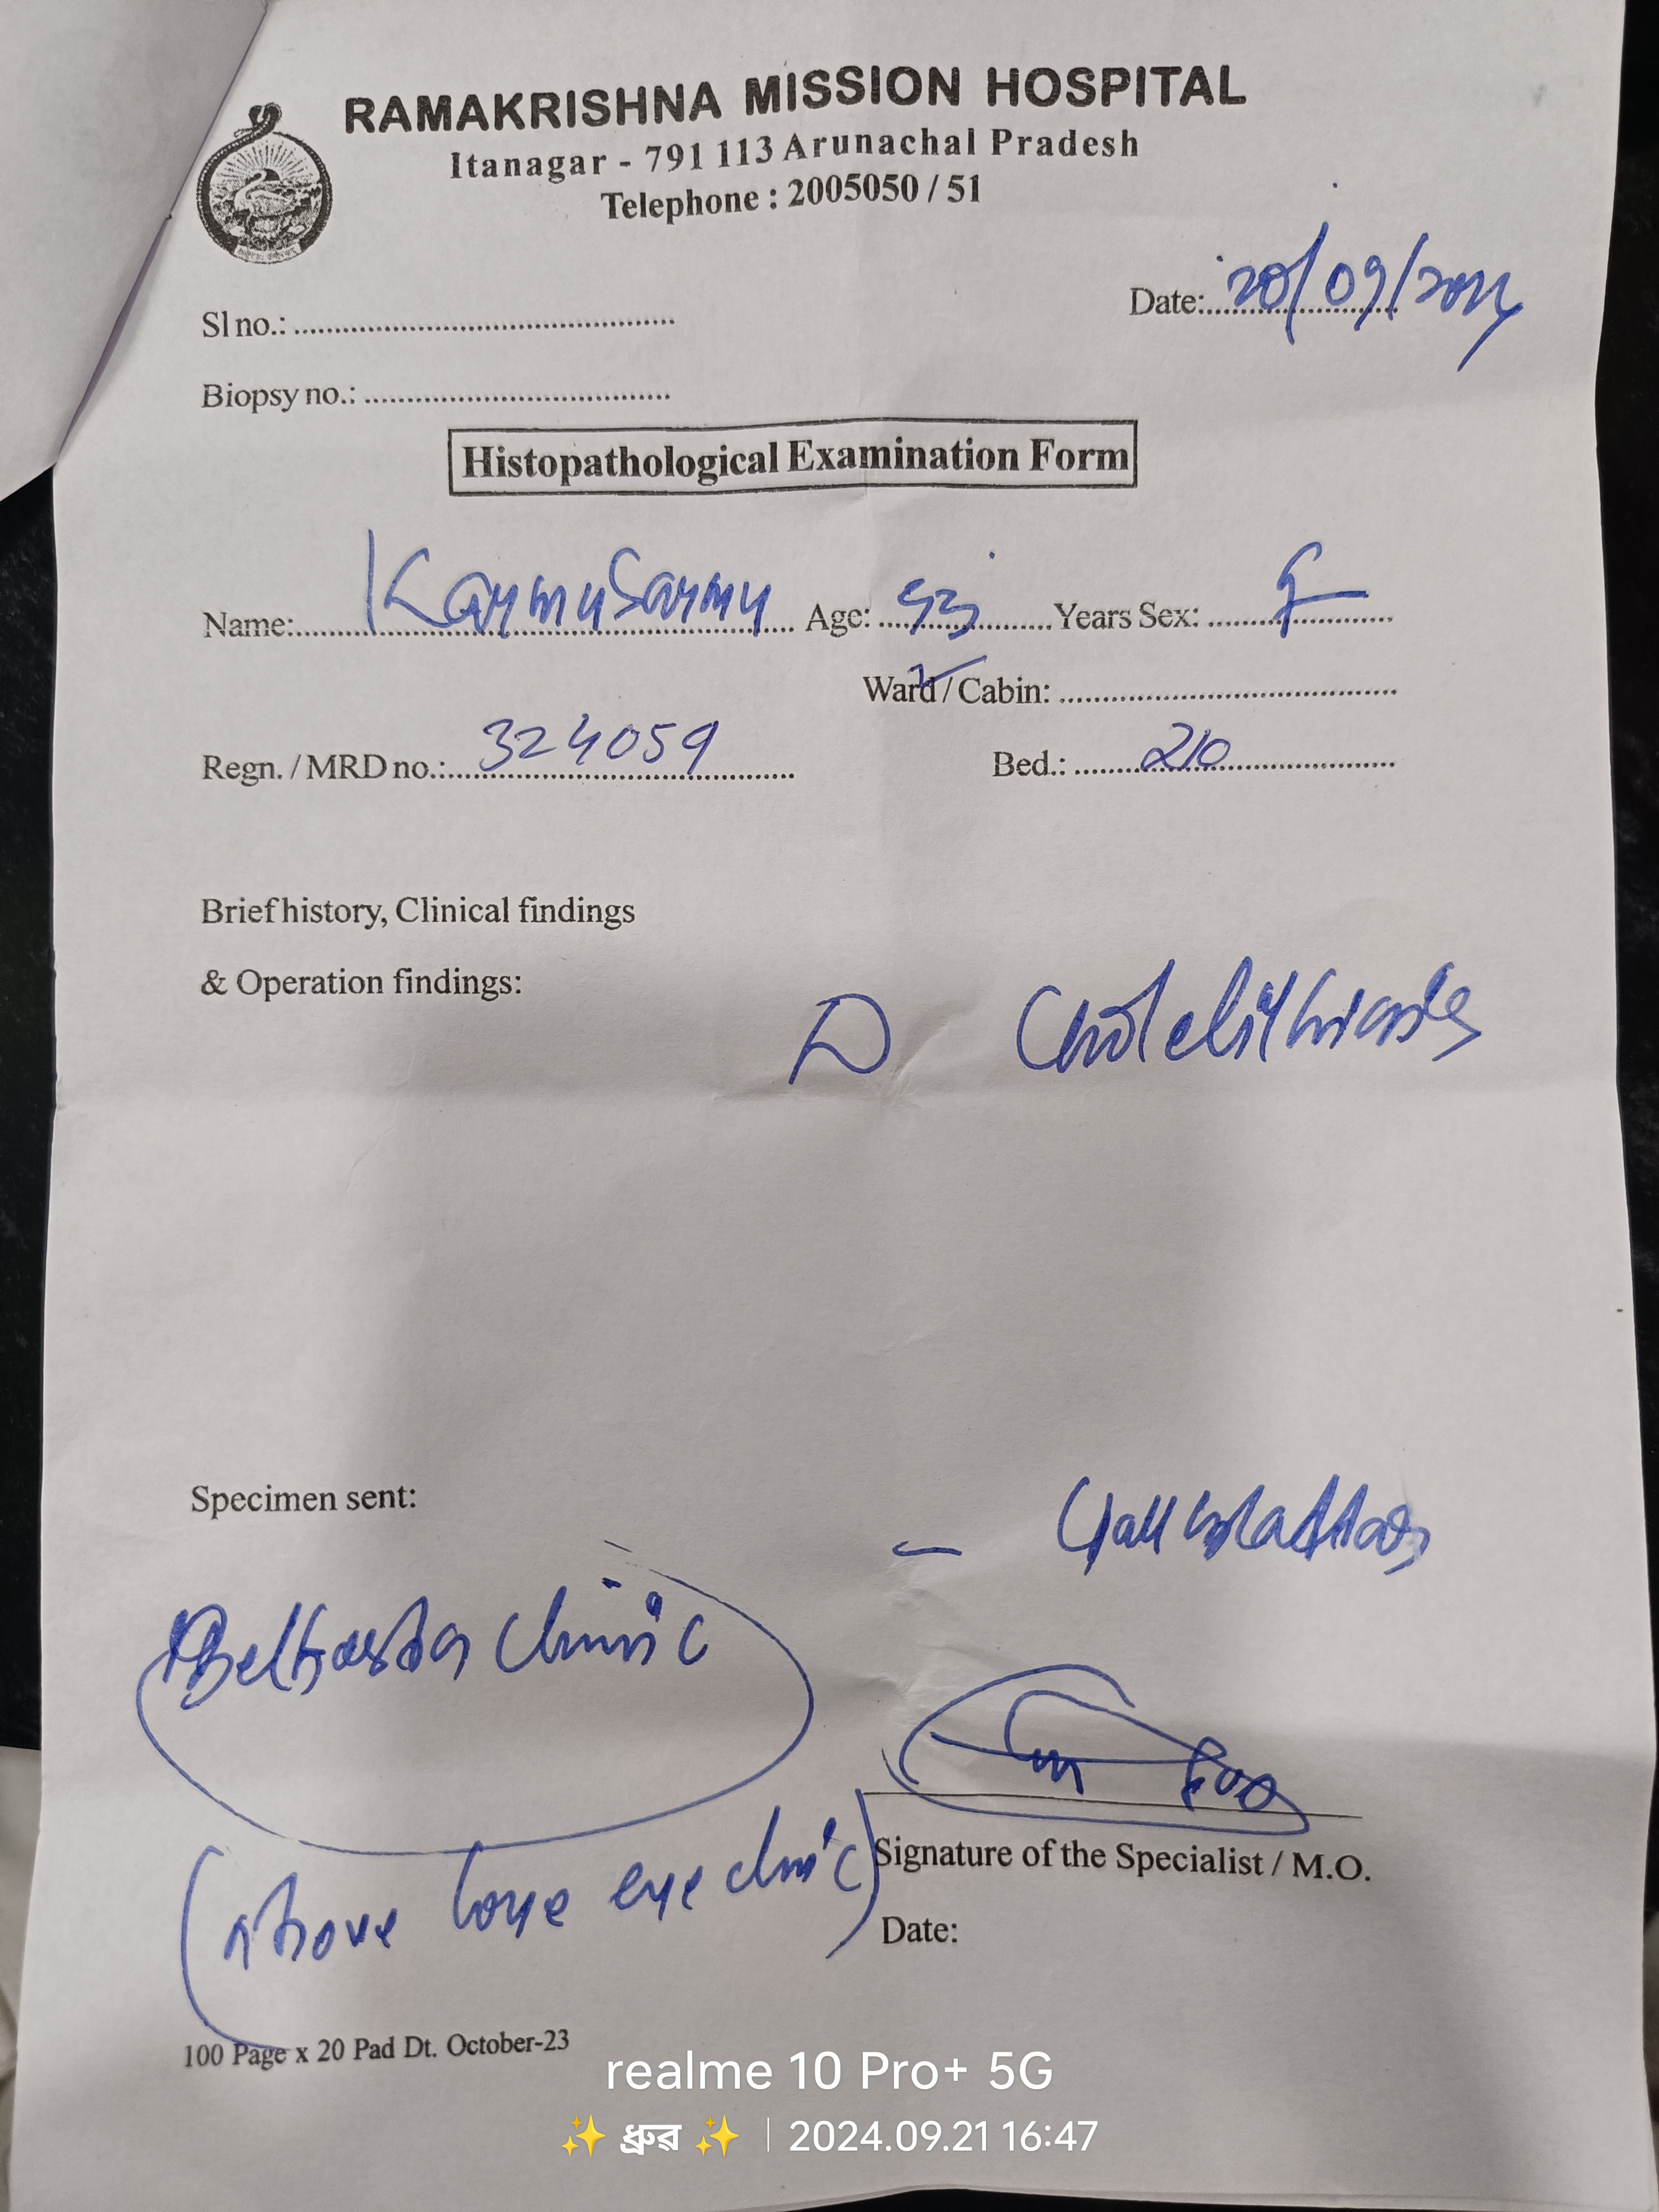 RAMAKRISHNA MISSION HOSPITAL
Itanagar - 791 113 Arunachal Pradesh
Telephone : 2005050 / 51
Date: 20/09/2024
Sl no.:
Biopsy no.:
Histopathological Examination Form
Name: Age: Years Sex: F
Ward / Cabin:
Regn. / MRD no.: 324059 Bed.: 210
Brief history, Clinical findings
& Operation findings:
D Cholelithiasis
Specimen sent:
- Gall bladder
clinic
Signature of the Specialist / M.O.
(Above eye clinic)
Date:
100 Page x 20 Pad Dt. October-23
realme 10 Pro+ 5G
✨ ধ্ৰুৱ ✨ | 2024.09.21 16:47